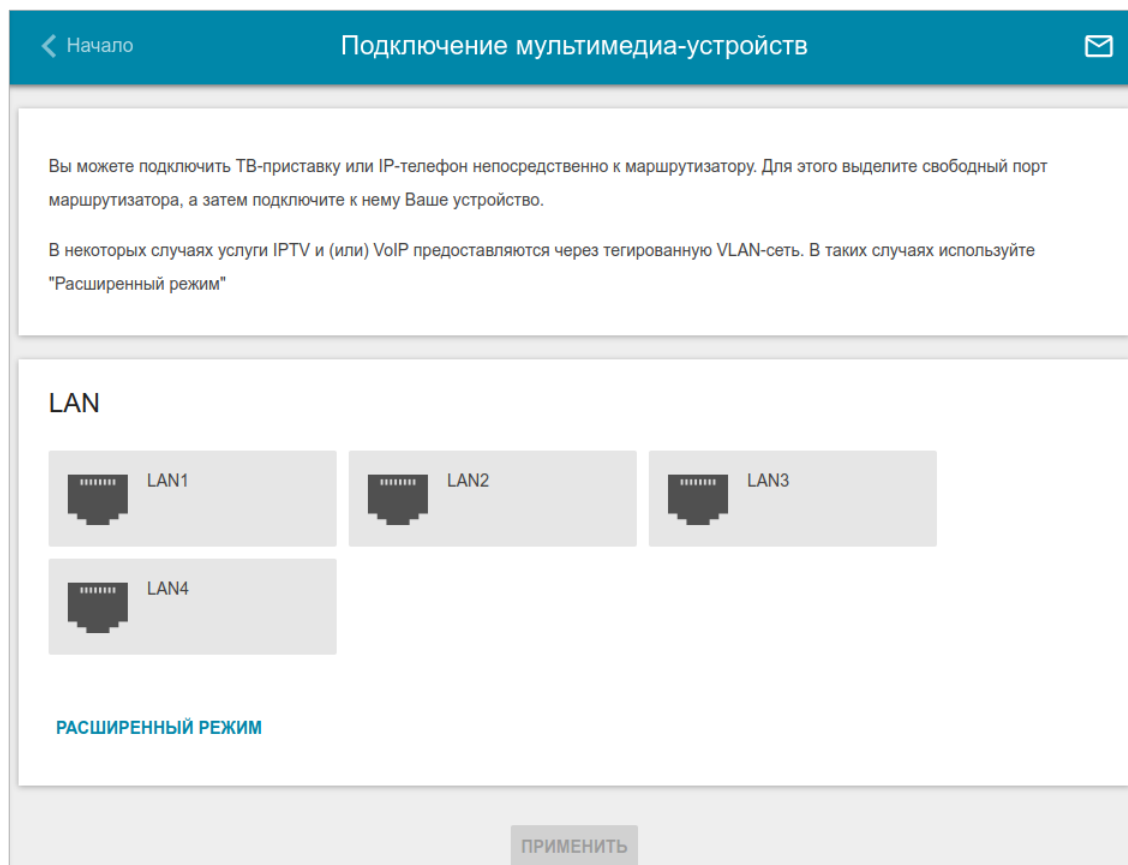 Начало
Подключение мультимедиа-устройств
Вы можете подключить ТВ-приставку или IP-телефон непосредственно к маршрутизатору. Для этого выделите свободный порт
маршрутизатора, а затем подключите к нему Ваше устройство.
В некоторых случаях услуги IPTV и (или) VoIP предоставляются через тегированную VLAN-сеть. В таких случаях используйте
"Расширенный режим"
LAN
LAN1
LAN2
LAN3
LAN4
РАСШИРЕННЫЙ РЕЖИМ
ПРИМЕНИТЬ